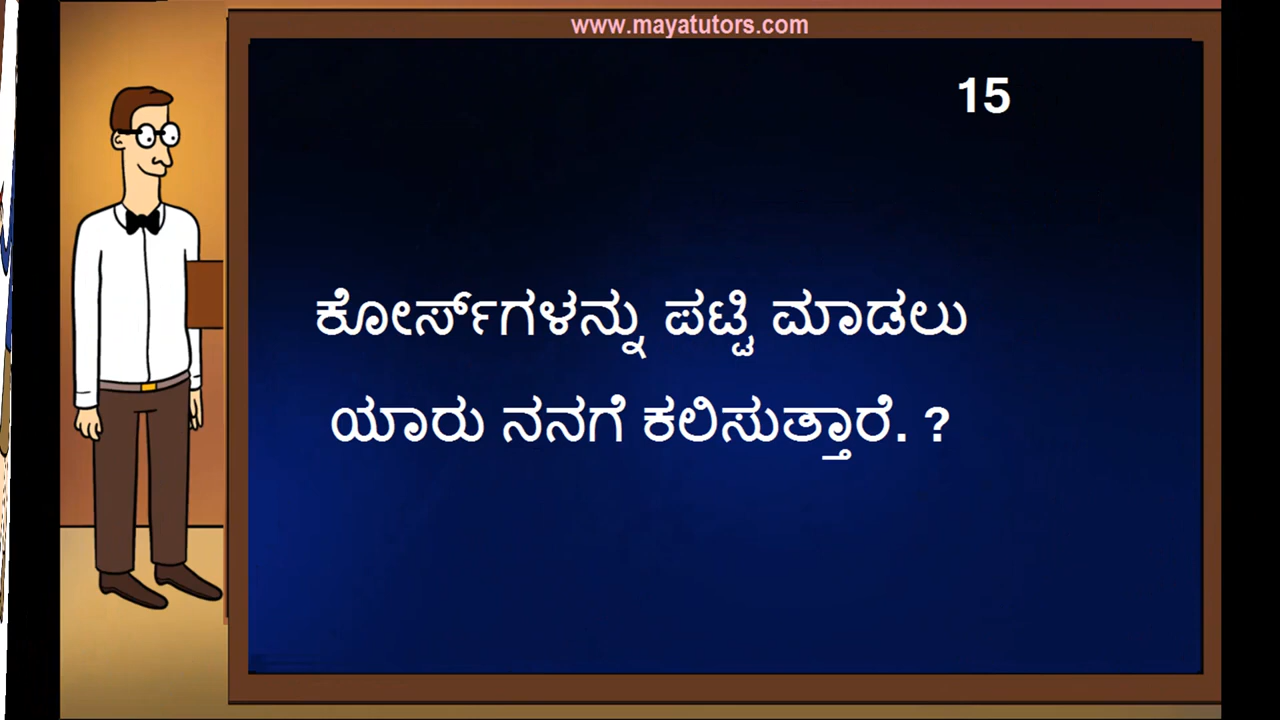 www.mayatutors.com
15
ಕೋರ್ಸ್‌ಗಳನ್ನು ಪಟ್ಟಿ ಮಾಡಲು
ಯಾರು ನನಗೆ ಕಲಿಸುತ್ತಾರೆ. ?